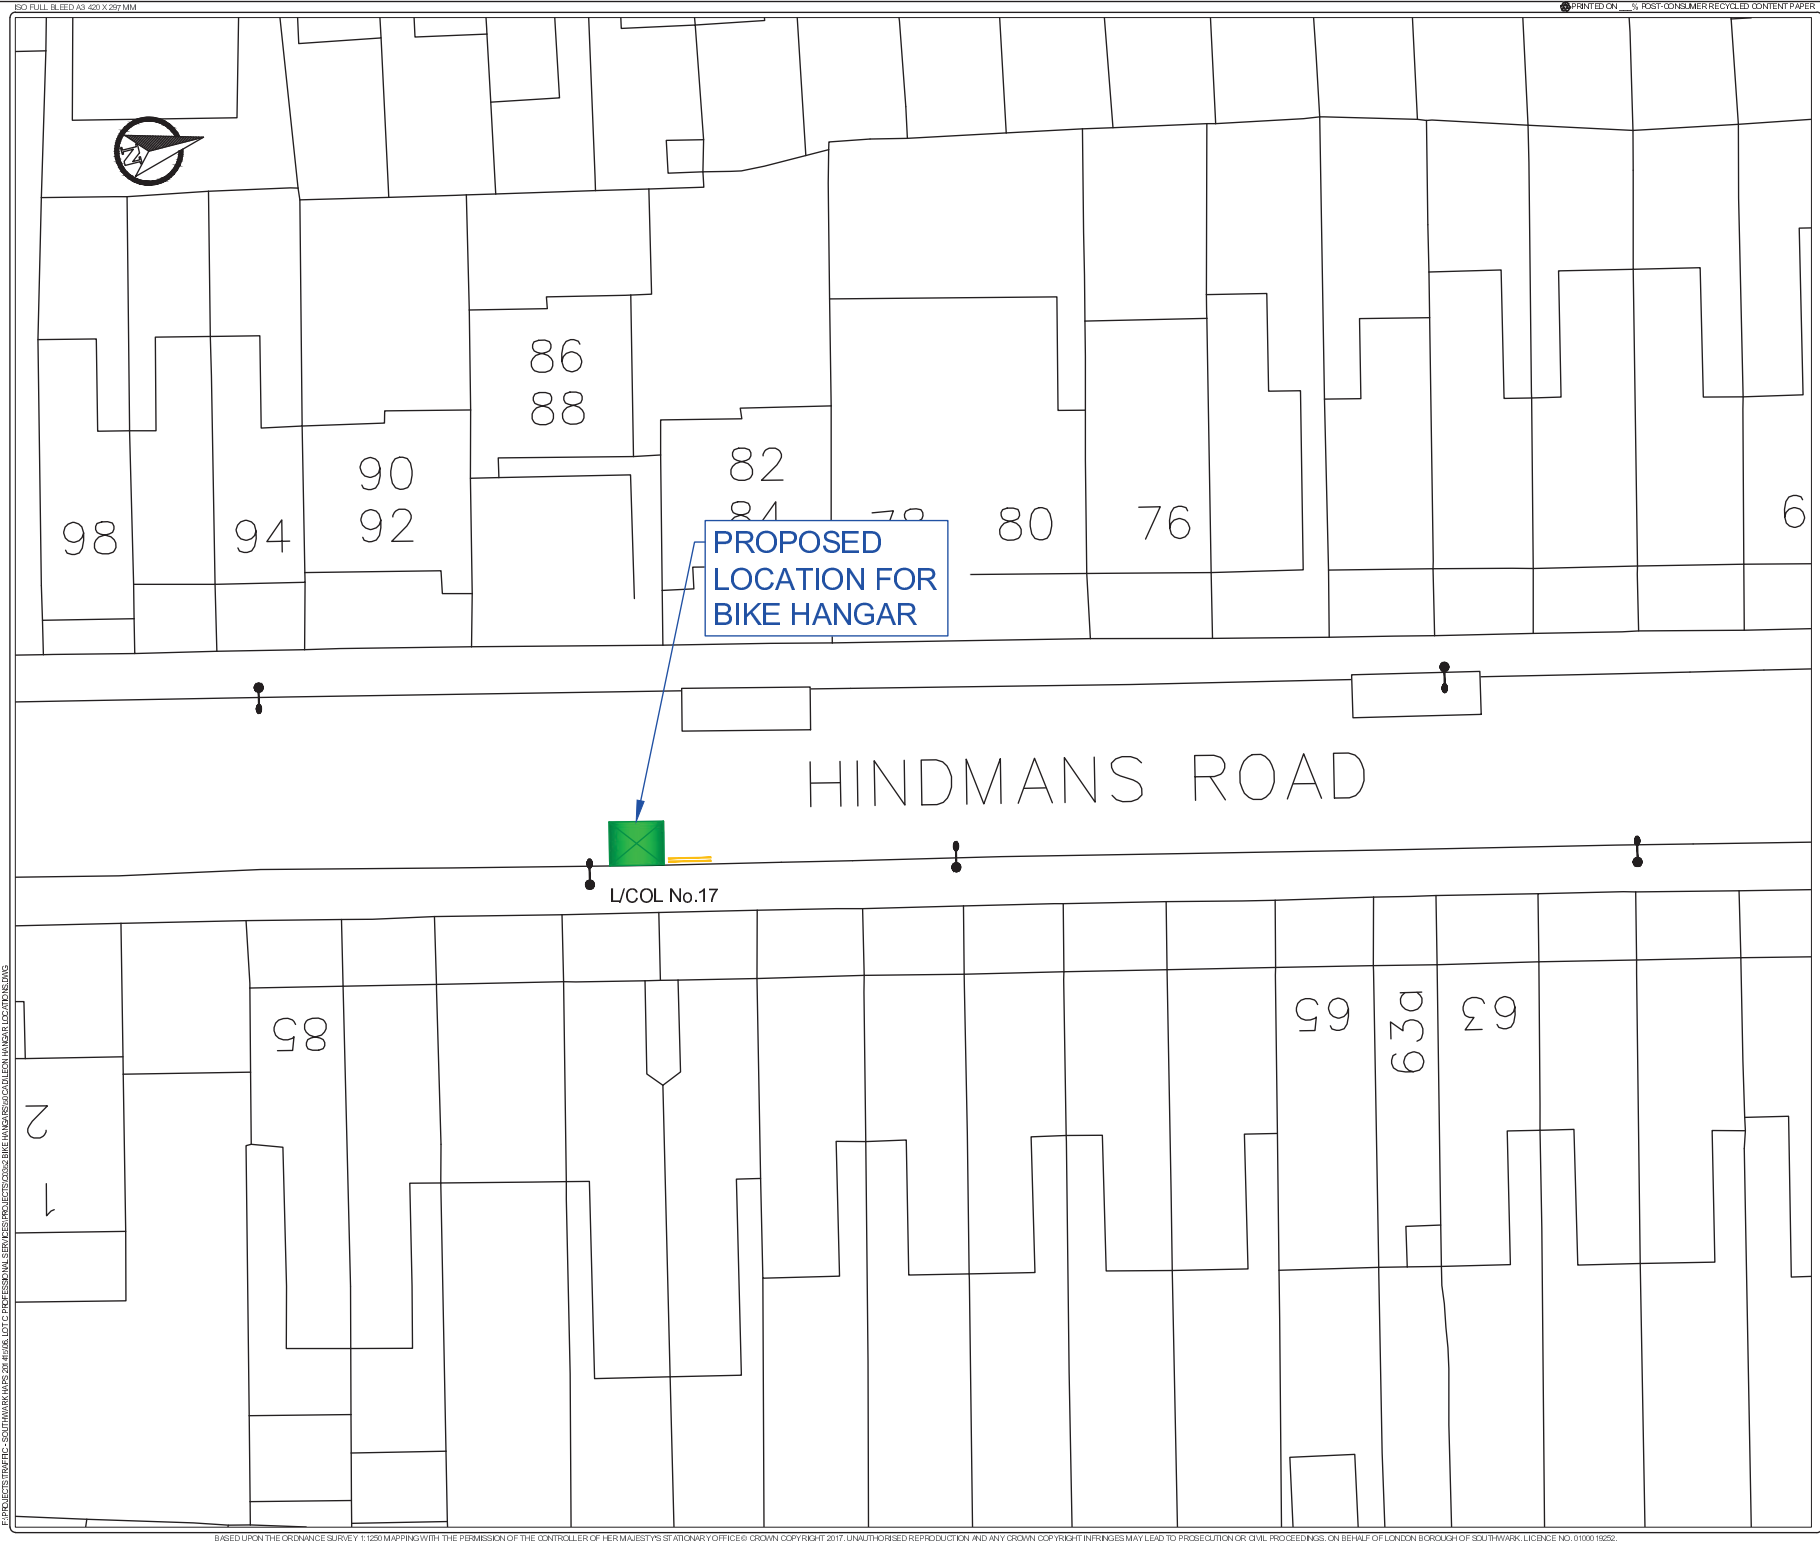 ISO FULL BLEED A3 420 X 297 MM
PRINTED ON ___% POST-CONSUMER RECYCLED CONTENT PAPER
N
86
88
90
92
82
84
98
94
78
80
76
6
PROPOSED
LOCATION FOR
BIKE HANGAR
HINDMANS ROAD
L/COL No.17
85
65
63a
63
2
1
BASED UPON THE ORDNANCE SURVEY 1:1250 MAPPING WITH THE PERMISSION OF THE CONTROLLER OF HER MAJESTY'S STATIONARY OFFICE © CROWN COPYRIGHT 2017. UNAUTHORISED REPRODUCTION AND ANY CROWN COPYRIGHT INFRINGES MAY LEAD TO PROSECUTION OR CIVIL PROCEEDINGS. ON BEHALF OF LONDON BOROUGH OF SOUTHWARK. LICENCE NO. 0100019252.